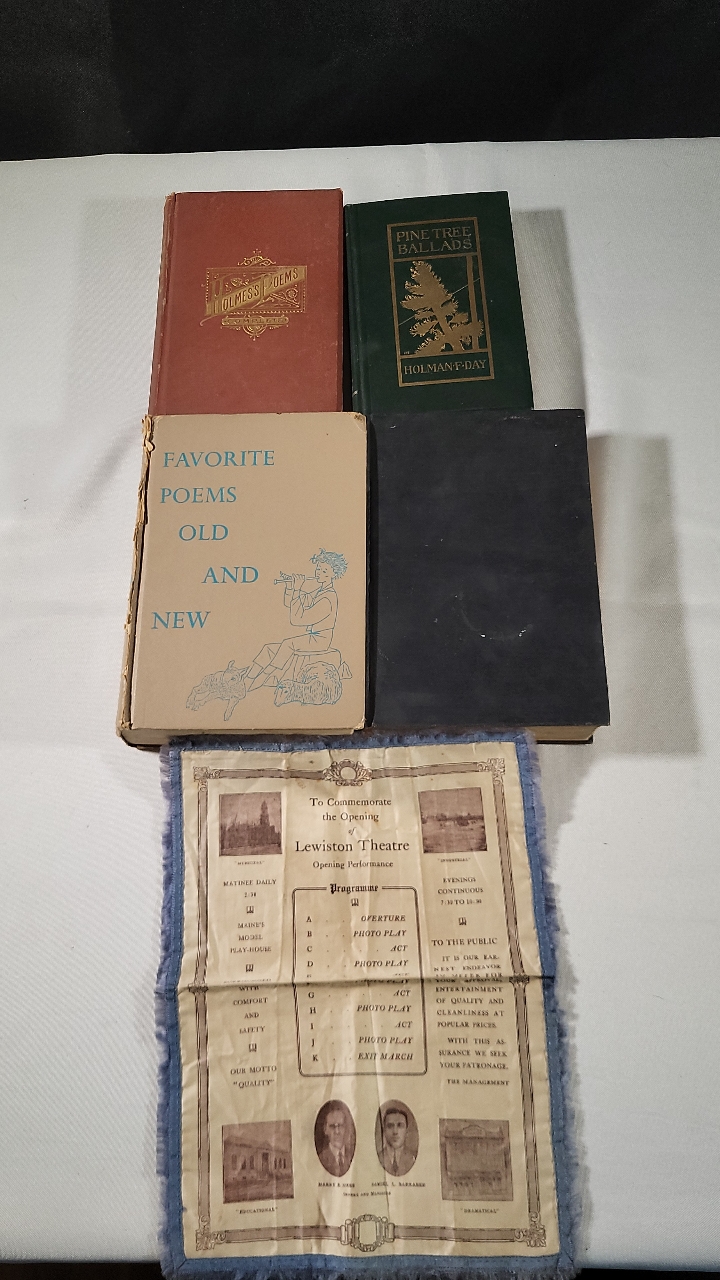 HOLMES'S POEMS
PINE TREE
BALLADS
HOLMAN·F·DAY
FAVORITE
POEMS
OLD
AND
NEW
To Commemorate
the Opening
of
Lewiston Theatre
Opening Performance
MATINEE DAILY
2:30
MAINE'S
MODEL
PLAY-HOUSE
WITH
COMFORT
AND
SAFETY
OUR MOTTO
"QUALITY"
Programme
A . . OVERTURE
B . . PHOTO PLAY
C . . . ACT
D . . PHOTO PLAY
G . . . ACT
H . . PHOTO PLAY
I . . . ACT
J . . PHOTO PLAY
K . . EXIT MARCH
EVENINGS
CONTINUOUS
TO THE PUBLIC
IT IS OUR EAR-
NEST ENDEAVOR
YOUR APPROVAL,
ENTERTAINMENT
OF QUALITY AND
CLEANLINESS AT
POPULAR PRICES.
WITH THIS AS-
SURANCE WE SEEK
YOUR PATRONAGE.
THE MANAGEMENT
"EDUCATIONAL"
"DRAMATICAL"